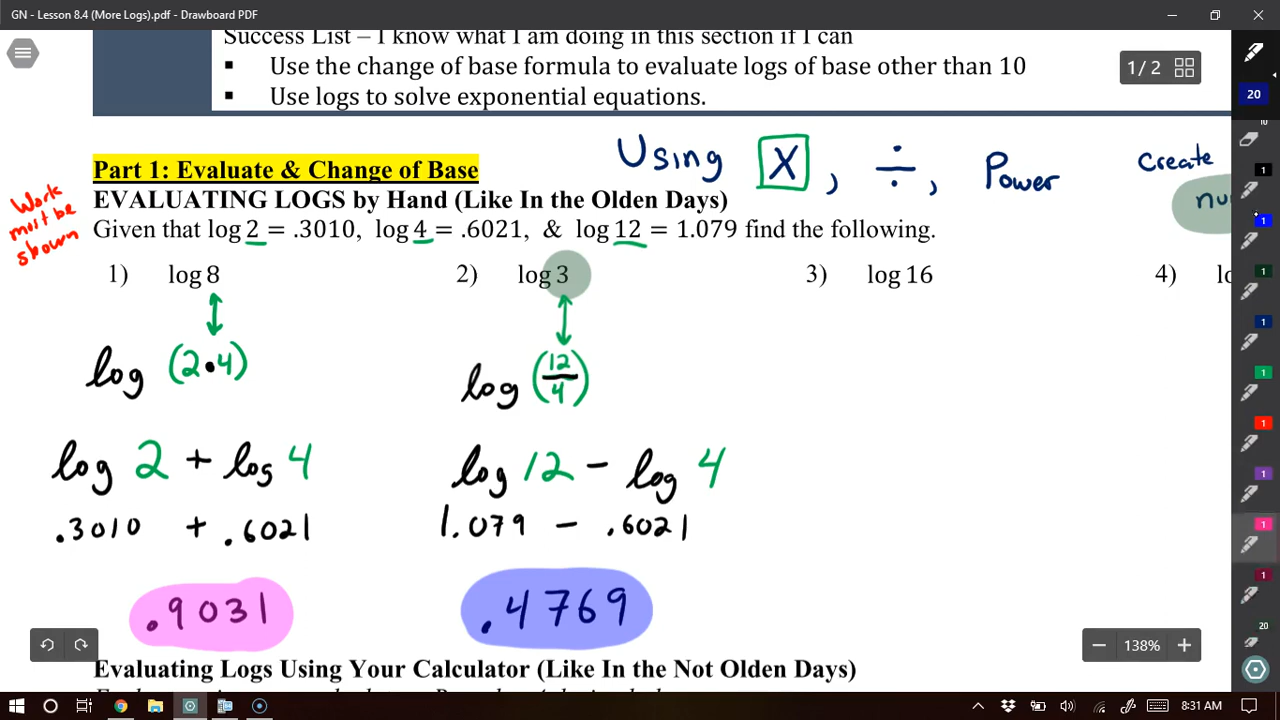 GN - Lesson 8.4 (More Logs).pdf - Drawboard PDF
Success List – I know what I am doing in this section if I can
▪ Use the change of base formula to evaluate logs of base other than 10
▪ Use logs to solve exponential equations.
1 / 2
20
Part 1: Evaluate & Change of Base
Using X, ÷, Power
create
nu
Work must be shown
EVALUATING LOGS by Hand (Like In the Olden Days)
Given that log 2 = .3010, log 4 = .6021, & log 12 = 1.079 find the following.
1) log 8 2) log 3 3) log 16 4) lo
log (2•4) log (12/4)
log 2 + log 4 log 12 − log 4
.3010 + .6021 1.079 − .6021
.9031 .4769
138%
Evaluating Logs Using Your Calculator (Like In the Not Olden Days)
8:31 AM